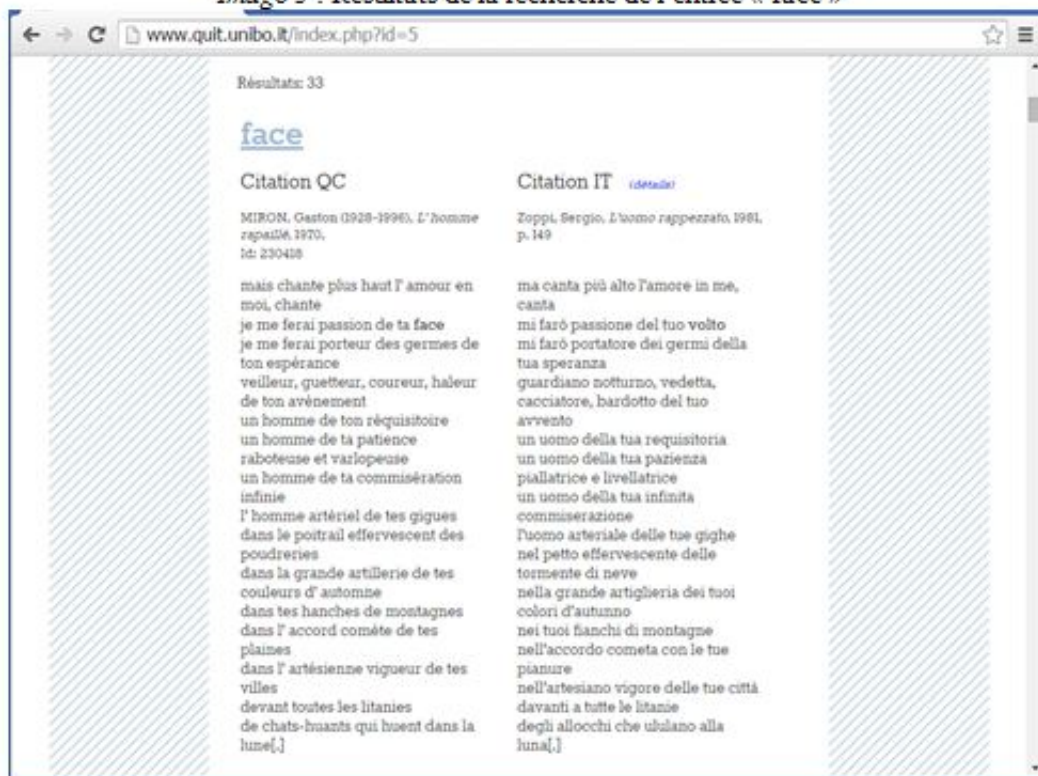 Image 3 : Résultats de la recherche de l'entrée « face »
www.quit.unibo.it/index.php?id=5
Résultats: 33
face
Citation QC
MIRON, Gaston (1928-1996), L'homme
rapaillé, 1970,
Id: 230418
mais chante plus haut l' amour en
moi, chante
je me ferai passion de ta face
je me ferai porteur des germes de
ton espérance
veilleur, guetteur, coureur, haleur
de ton avènement
un homme de ton réquisitoire
un homme de ta patience
raboteuse et varlopeuse
un homme de ta commisération
infinie
l' homme artériel de tes gigues
dans le poitrail effervescent des
poudreries
dans la grande artillerie de tes
couleurs d' automne
dans tes hanches de montagnes
dans l' accord comète de tes
plaines
dans l' artésienne vigueur de tes
villes
devant toutes les litanies
de chats-huants qui huent dans la
lune[.]
Citation IT (détails)
Zoppi, Sergio, L'uomo rappezzato, 1981,
p. 149
ma canta più alto l'amore in me,
canta
mi farò passione del tuo volto
mi farò portatore dei germi della
tua speranza
guardiano notturno, vedetta,
cacciatore, bardotto del tuo
avvento
un uomo della tua requisitoria
un uomo della tua pazienza
piallatrice e livellatrice
un uomo della tua infinita
commiserazione
l'uomo arteriale delle tue gighe
nel petto effervescente delle
tormente di neve
nella grande artiglieria dei tuoi
colori d'autunno
nei tuoi fianchi di montagne
nell'accordo cometa con le tue
pianure
nell'artesiano vigore delle tue città
davanti a tutte le litanie
degli allocchi che ululano alla
luna[.]